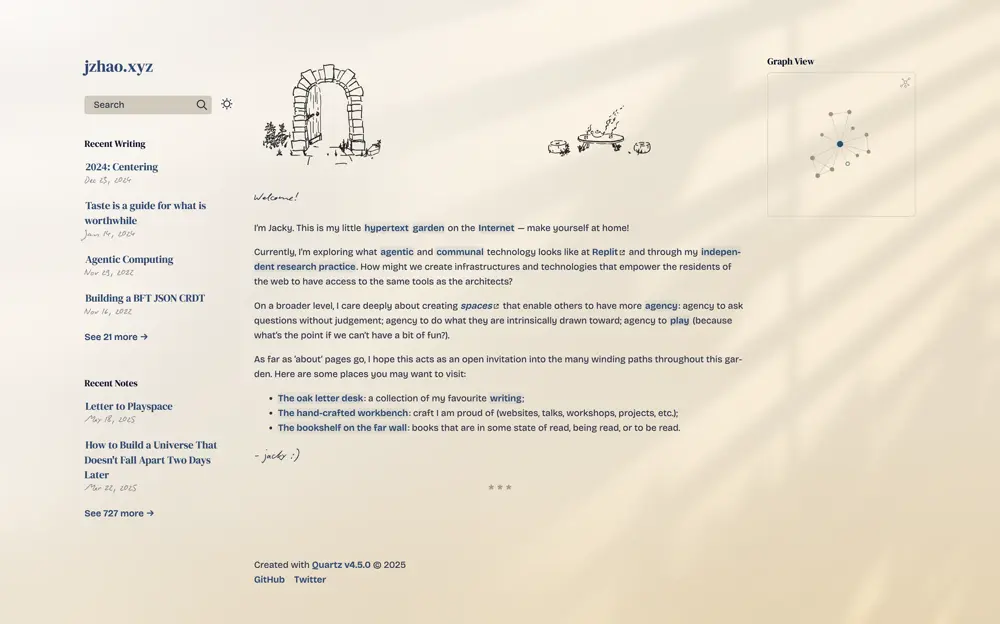 jzhao.xyz
Search
Recent Writing
2024: Centering
Dec 23, 2024
Taste is a guide for what is
worthwhile
Jan 14, 2024
Agentic Computing
Nov 23, 2022
Building a BFT JSON CRDT
Nov 16, 2022
See 21 more →
Recent Notes
Letter to Playspace
May 18, 2025
How to Build a Universe That
Doesn't Fall Apart Two Days
Later
Mar 22, 2025
See 727 more →
Welcome!
I'm Jacky. This is my little hypertext garden on the Internet — make yourself at home!
Currently, I'm exploring what agentic and communal technology looks like at Replit and through my indepen-
dent research practice. How might we create infrastructures and technologies that empower the residents of
the web to have access to the same tools as the architects?
On a broader level, I care deeply about creating spaces that enable others to have more agency: agency to ask
questions without judgement; agency to do what they are intrinsically drawn toward; agency to play (because
what's the point if we can't have a bit of fun?).
As far as 'about' pages go, I hope this acts as an open invitation into the many winding paths throughout this gar-
den. Here are some places you may want to visit:
• The oak letter desk: a collection of my favourite writing;
• The hand-crafted workbench: craft I am proud of (websites, talks, workshops, projects, etc.);
• The bookshelf on the far wall: books that are in some state of read, being read, or to be read.
- jacky :)
* * *
Created with Quartz v4.5.0 © 2025
GitHub Twitter
Graph View